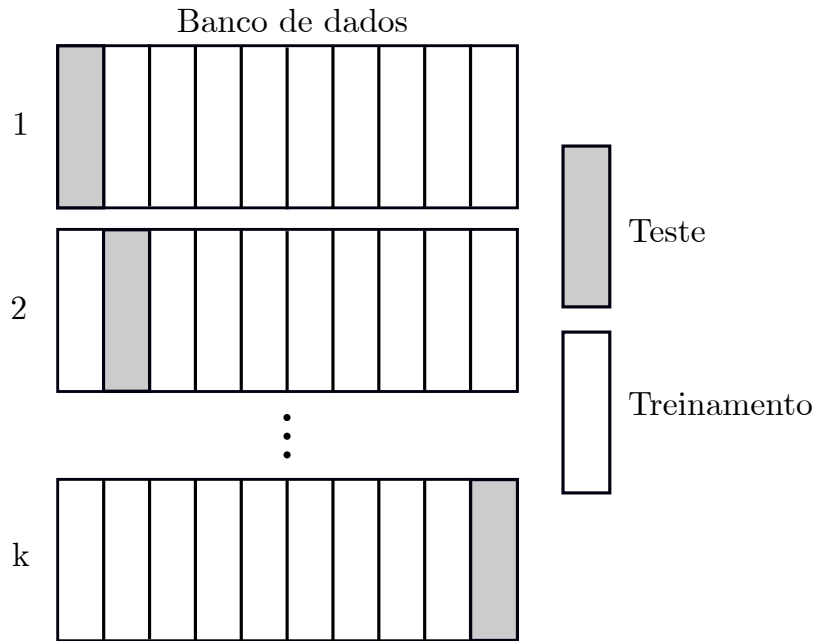 Banco de dados
1
2
k
Teste
Treinamento